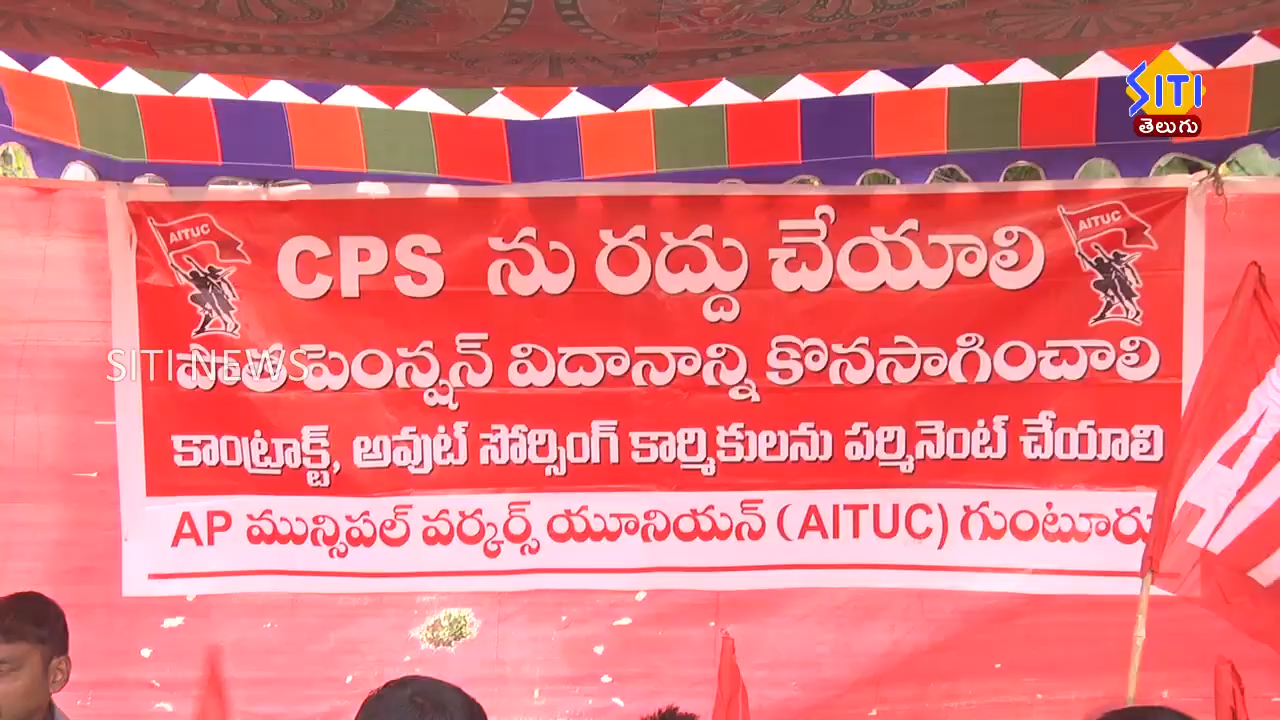 SITI
తెలుగు
AITUC
AITUC
CPS ను రద్దు చేయాలి
SITI NEWS
పాత పెంన్షన్ విదానాన్ని కొనసాగించాలి
కాంట్రాక్ట్, అవుట్ సోర్సింగ్ కార్మికులను పర్మినెంట్ చేయాలి
AP మున్సిపల్ వర్కర్స్ యూనియన్ (AITUC) గుంటూరు